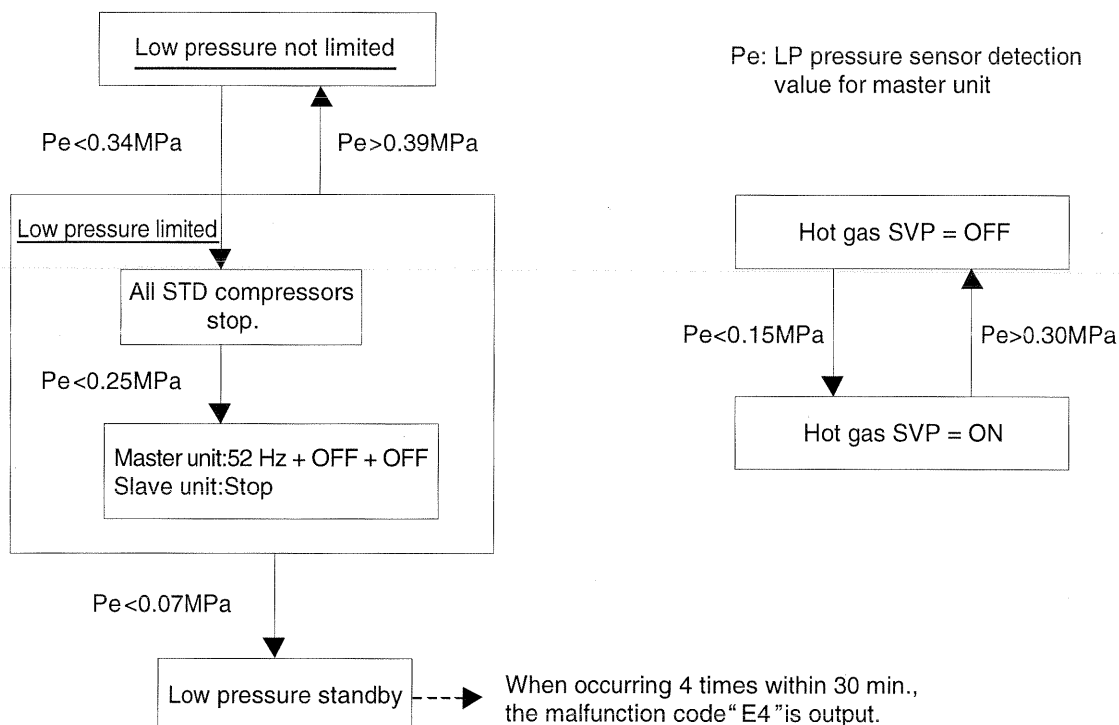 Low pressure not limited
Pe: LP pressure sensor detection
value for master unit
Pe<0.34MPa
Pe>0.39MPa
Low pressure limited
All STD compressors
stop.
Pe<0.25MPa
Master unit:52 Hz + OFF + OFF
Slave unit:Stop
Pe<0.07MPa
Low pressure standby
When occurring 4 times within 30 min.,
the malfunction code“ E4 ”is output.
Hot gas SVP = OFF
Pe<0.15MPa
Pe>0.30MPa
Hot gas SVP = ON